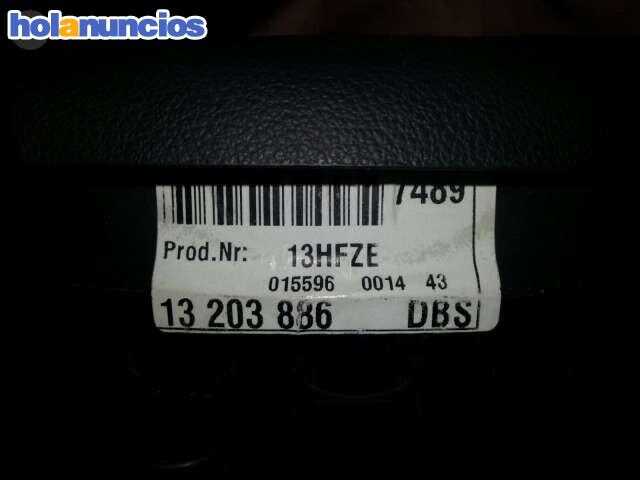 holanuncios
7489
Prod.Nr: 13HFZE
015596 0014 43
13 203 886 DBS